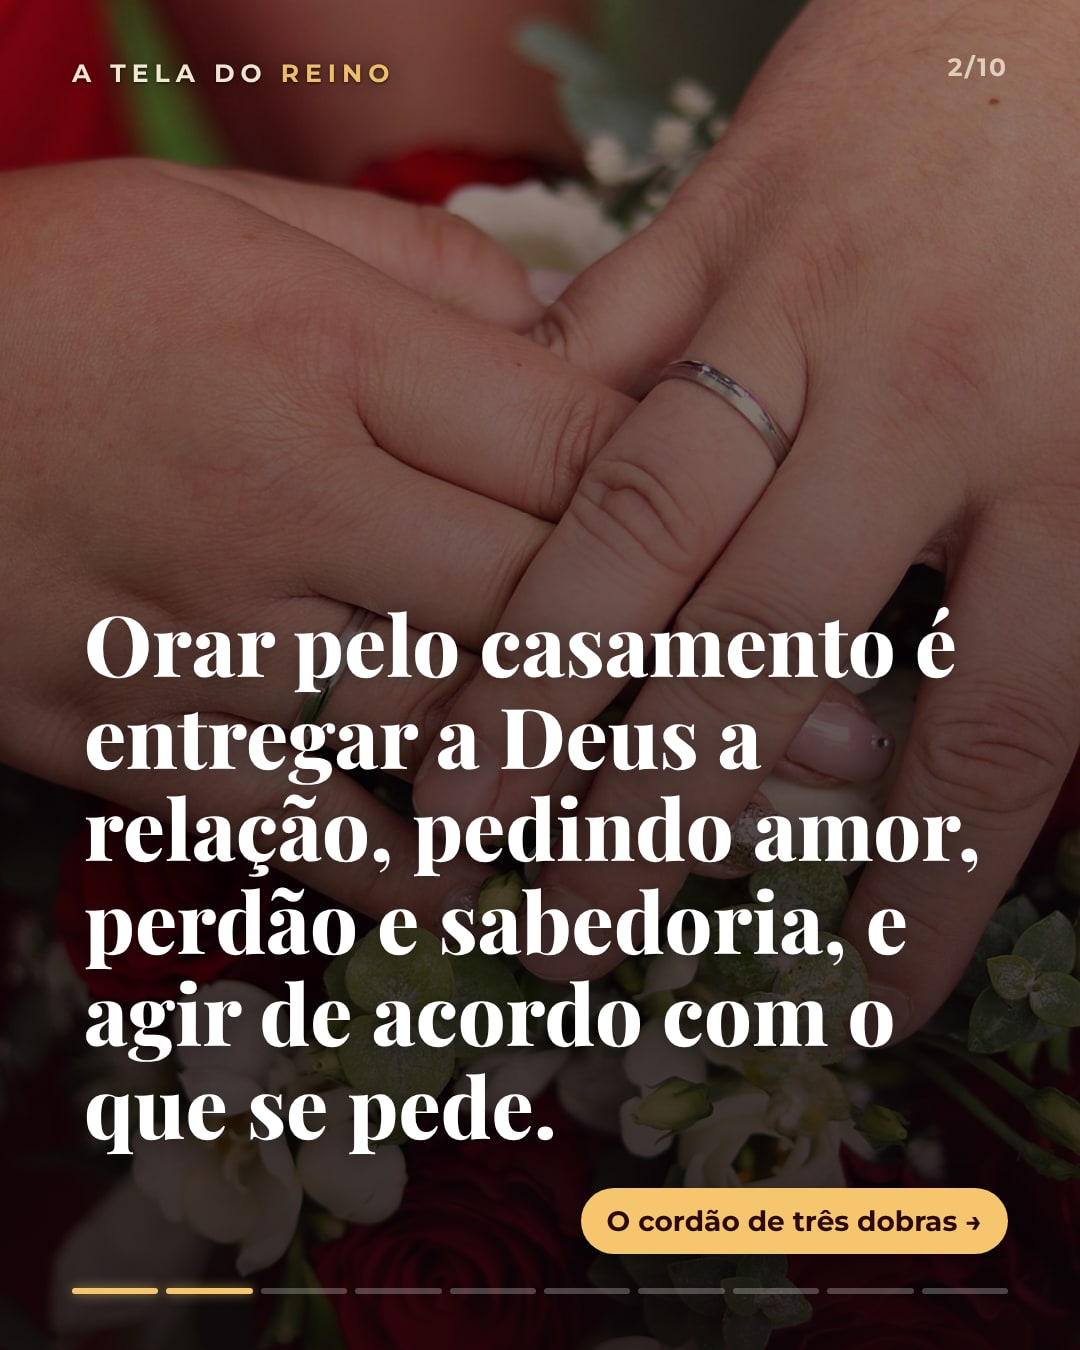 A TELA DO REINO
2/10
Orar pelo casamento é
entregar a Deus a
relação, pedindo amor,
perdão e sabedoria, e
agir de acordo com o
que se pede.
O cordão de três dobras →